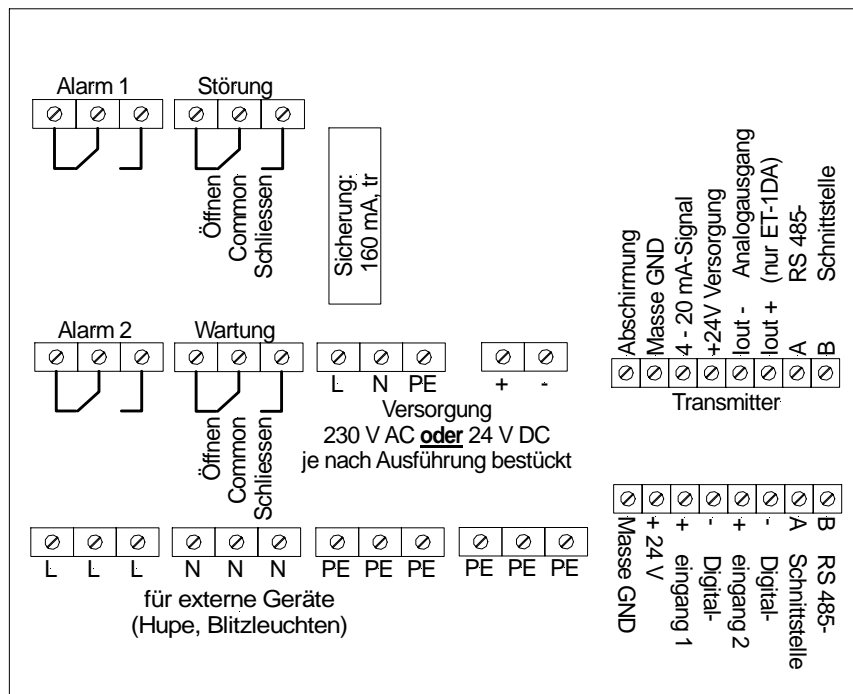 Alarm 1
Störung
Öffnen
Common
Schliessen
Sicherung:
160 mA, tr
Alarm 2
Wartung
Öffnen
Common
Schliessen
L N PE
+ -
Versorgung
230 V AC oder 24 V DC
je nach Ausführung bestückt
L L L
N N N
PE PE PE
PE PE PE
für externe Geräte
(Hupe, Blitzleuchten)
Abschirmung
Masse GND
4 - 20 mA-Signal
+24V Versorgung
Iout - Analogausgang
Iout + (nur ET-1DA)
A RS 485-
B Schnittstelle
Transmitter
Masse GND
+ 24 V
+ eingang 1
- Digital-
+ eingang 2
- Digital-
A Schnittstelle
B RS 485-